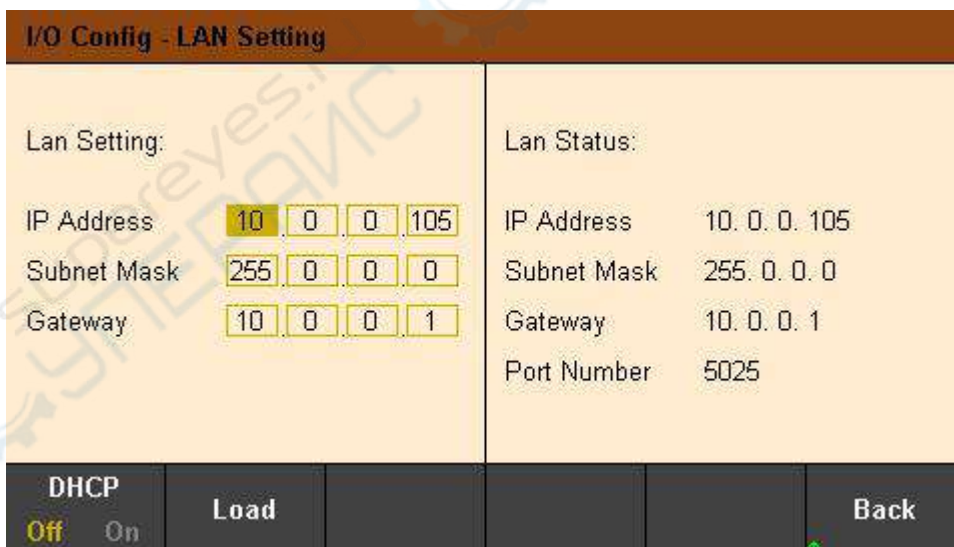 I/O Config - LAN Setting
Lan Setting:
IP Address 10 . 0 . 0 . 105
Subnet Mask 255 . 0 . 0 . 0
Gateway 10 . 0 . 0 . 1
Lan Status:
IP Address 10. 0. 0. 105
Subnet Mask 255. 0. 0. 0
Gateway 10. 0. 0. 1
Port Number 5025
DHCP
Off On
Load
Back